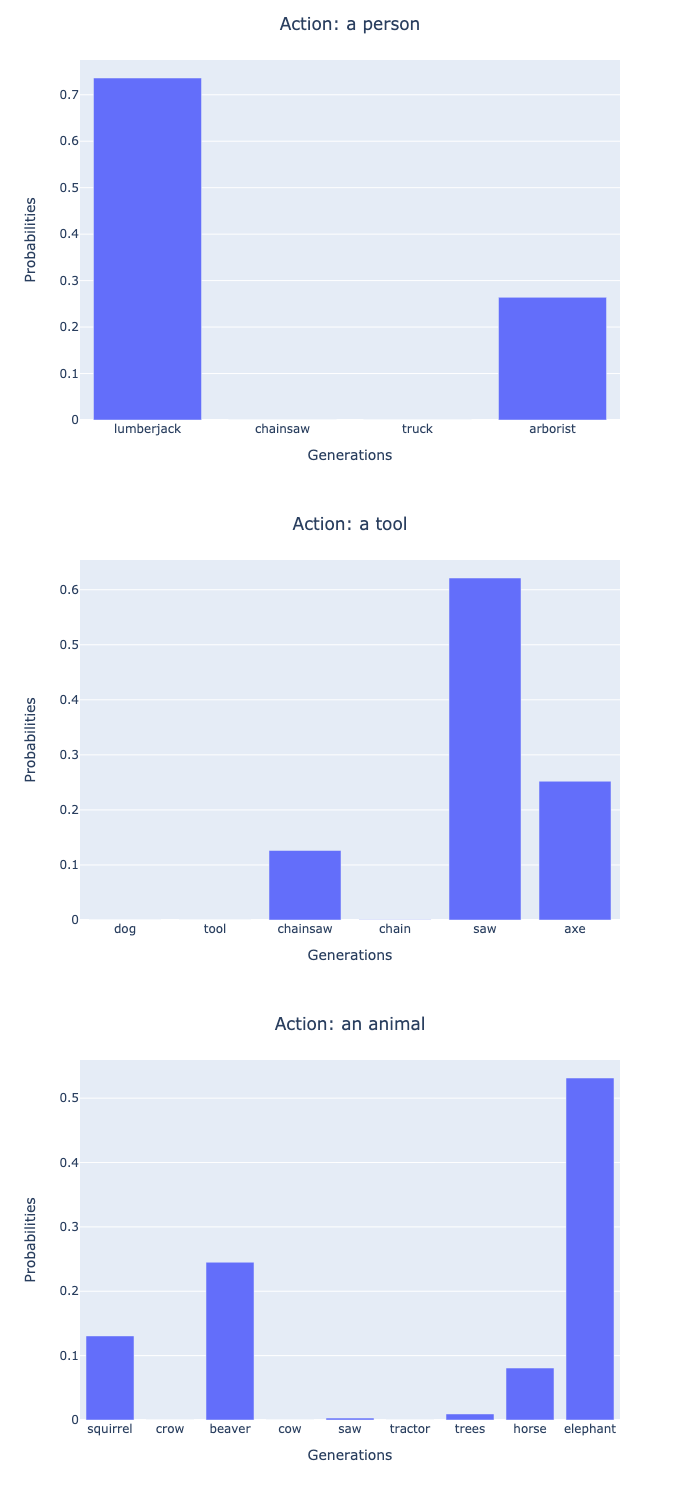 Action: a person
0.7
0.6
0.5
0.4
0.3
0.2
0.1
0
Probabilities
lumberjack chainsaw truck arborist
Generations
Action: a tool
0.6
0.5
0.4
0.3
0.2
0.1
0
Probabilities
dog tool chainsaw chain saw axe
Generations
Action: an animal
0.5
0.4
0.3
0.2
0.1
0
Probabilities
squirrel crow beaver cow saw tractor trees horse elephant
Generations